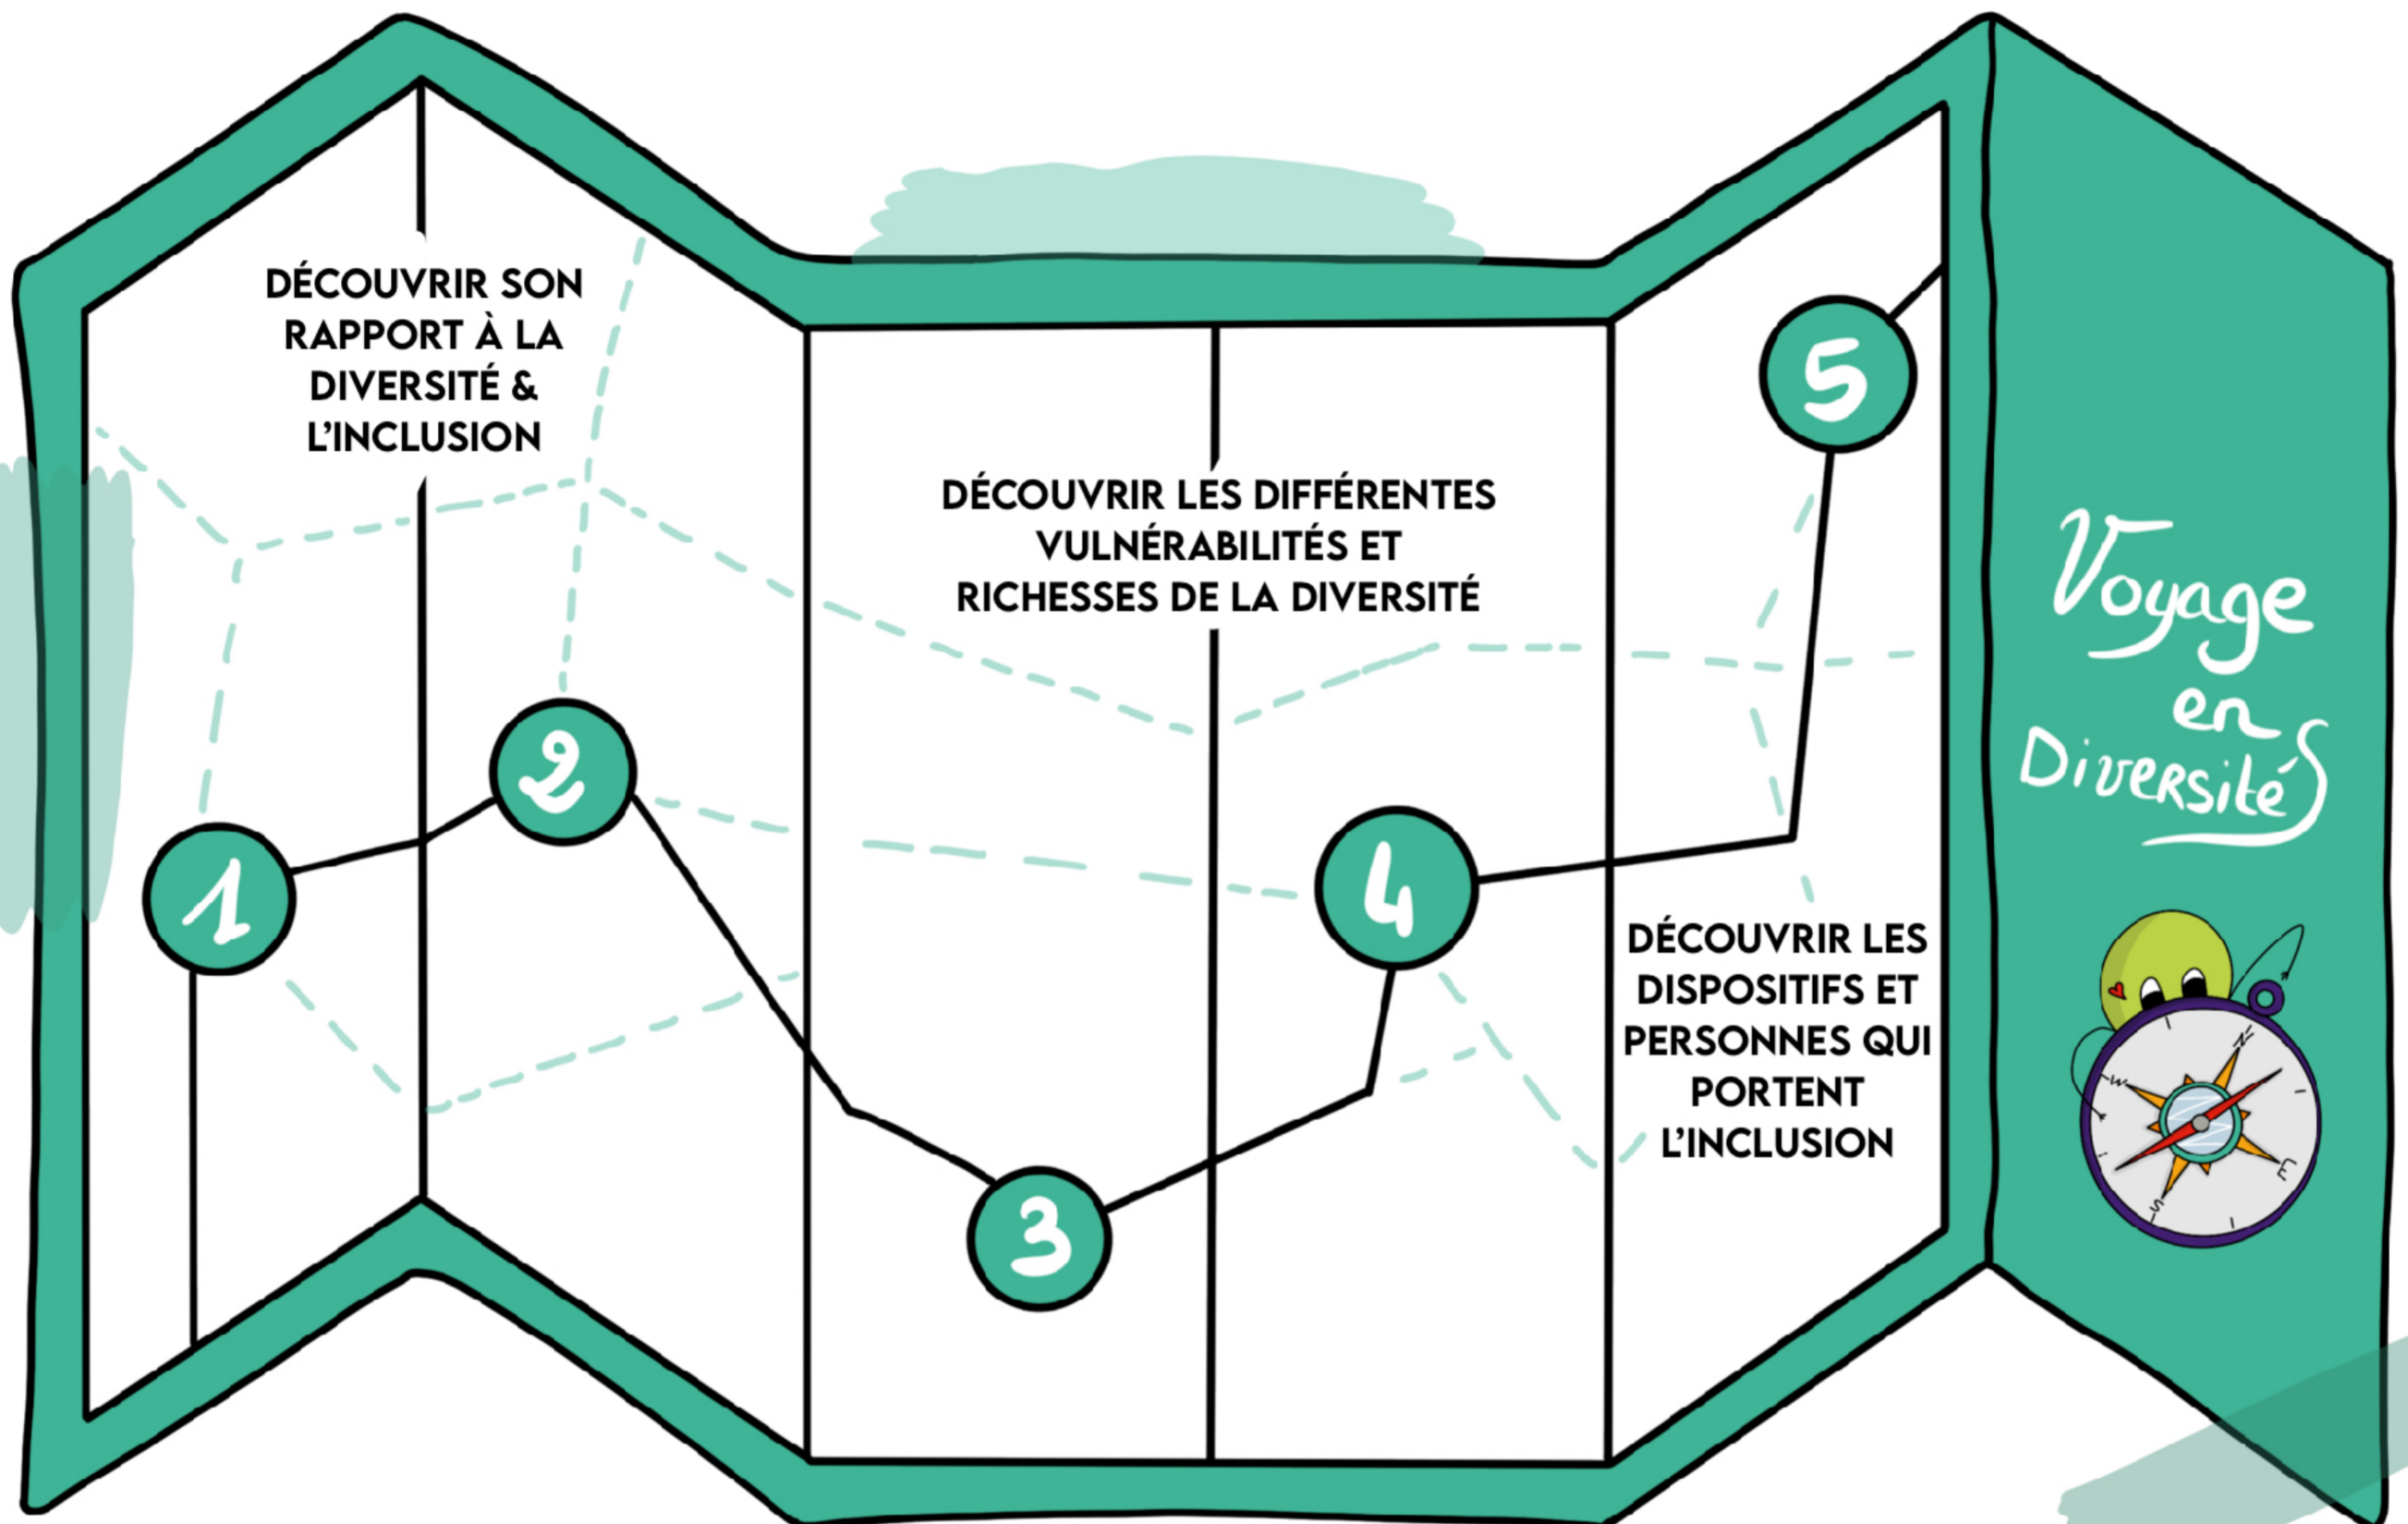 DÉCOUVRIR SON
RAPPORT À LA
DIVERSITÉ &
L'INCLUSION
1
2
DÉCOUVRIR LES DIFFÉRENTES
VULNÉRABILITÉS ET
RICHESSES DE LA DIVERSITÉ
3
4
5
DÉCOUVRIR LES
DISPOSITIFS ET
PERSONNES QUI
PORTENT
L'INCLUSION
Voyage
en
DiveRsitéS
N
W
E
S